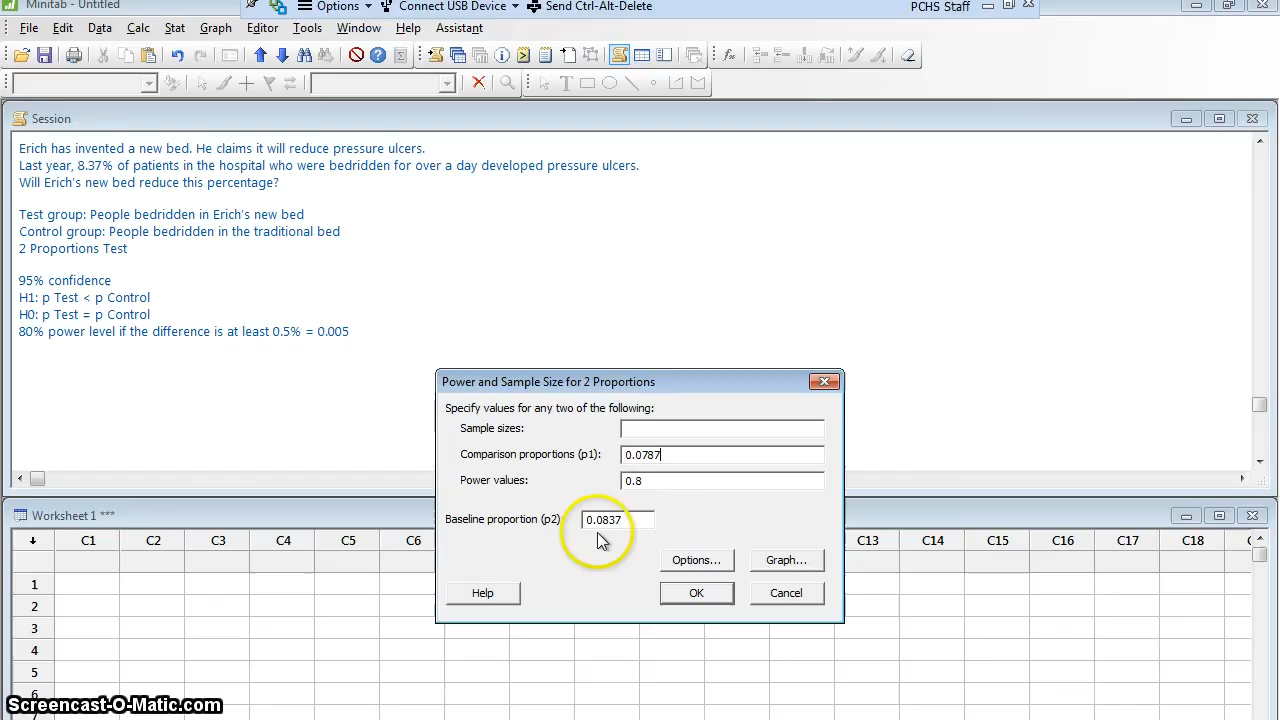 Minitab - Untitled
Options Connect USB Device Send Ctrl-Alt-Delete PCHS Staff
File Edit Data Calc Stat Graph Editor Tools Window Help Assistant
Session
Erich has invented a new bed. He claims it will reduce pressure ulcers.
Last year, 8.37% of patients in the hospital who were bedridden for over a day developed pressure ulcers.
Will Erich's new bed reduce this percentage?
Test group: People bedridden in Erich's new bed
Control group: People bedridden in the traditional bed
2 Proportions Test
95% confidence
H1: p Test < p Control
H0: p Test = p Control
80% power level if the difference is at least 0.5% = 0.005
Power and Sample Size for 2 Proportions
Specify values for any two of the following:
Sample sizes:
Comparison proportions (p1): 0.0787
Power values: 0.8
Baseline proportion (p2): 0.0837
Options... Graph...
Help OK Cancel
Worksheet 1 ***
C1 C2 C3 C4 C5 C6 C13 C14 C15 C16 C17 C18
1
2
3
4
5
6
7
Screencast-O-Matic.com